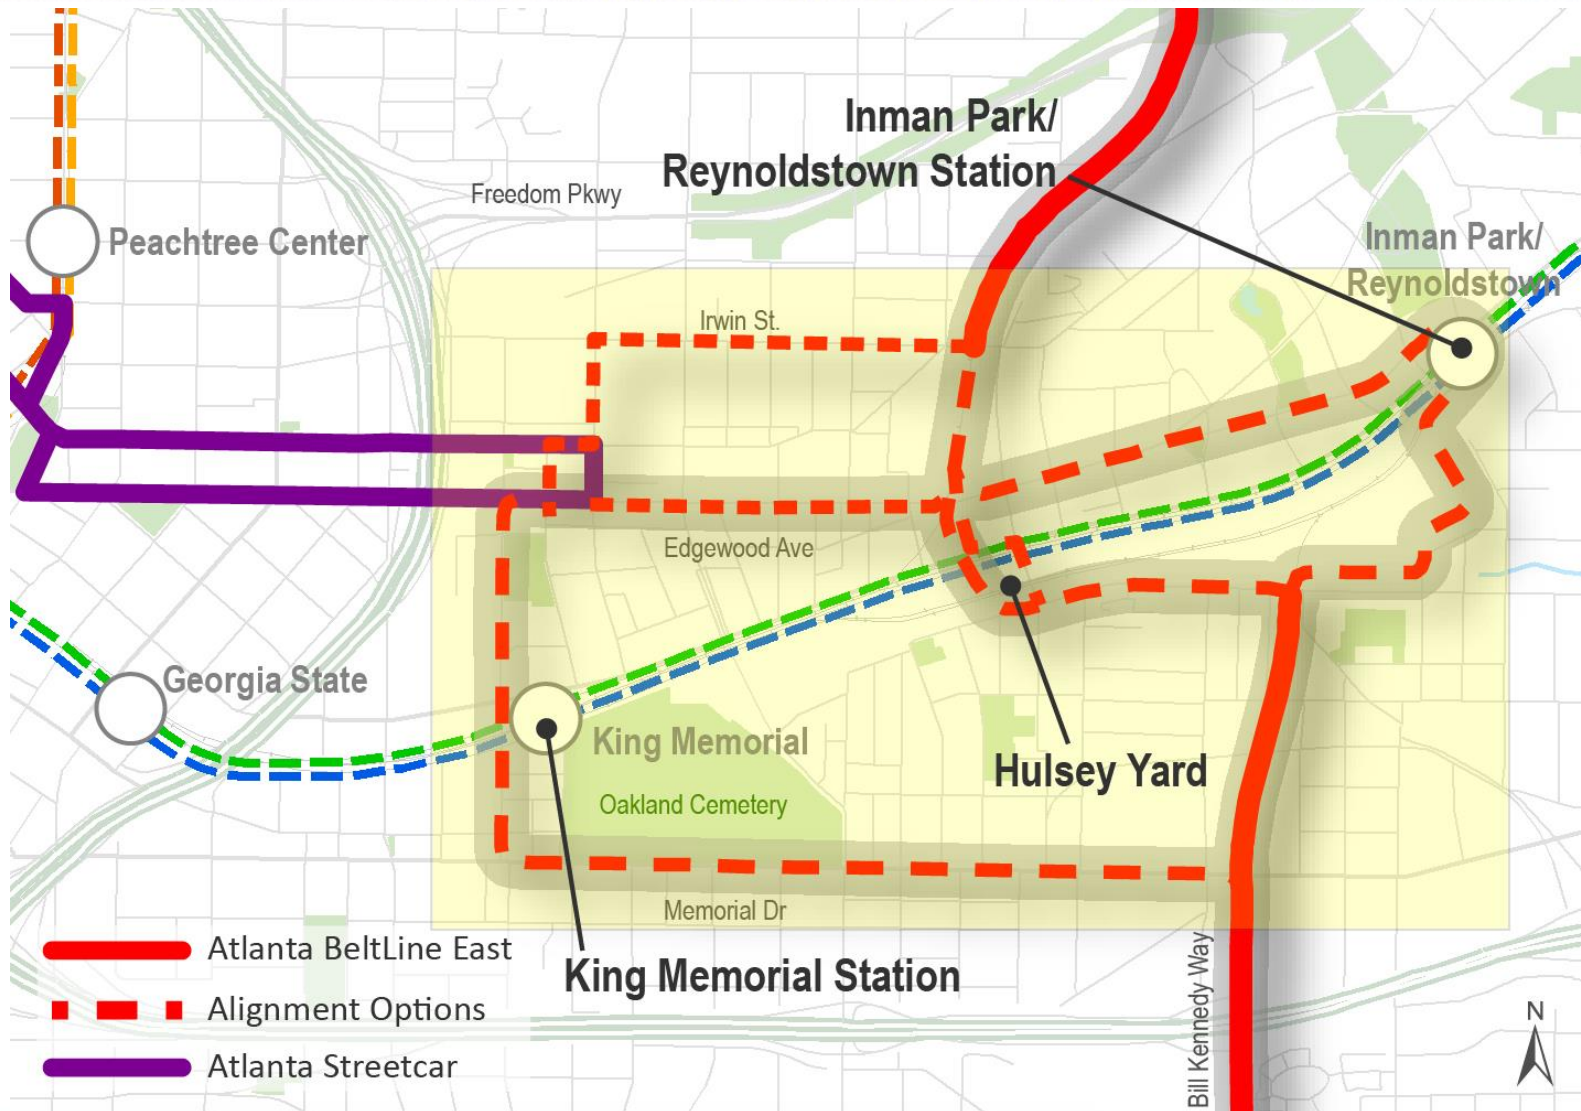 Inman Park/
Reynoldstown Station
Freedom Pkwy
Peachtree Center
Inman Park/
Reynoldstown
Irwin St.
Edgewood Ave
Georgia State
King Memorial
Hulsey Yard
Oakland Cemetery
Memorial Dr
King Memorial Station
Bill Kennedy Way
Atlanta BeltLine East
Alignment Options
Atlanta Streetcar
N